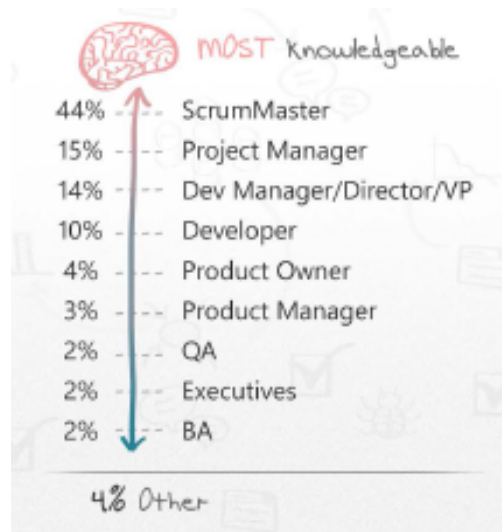 MOST Knowledgeable
44% ScrumMaster
15% Project Manager
14% Dev Manager/Director/VP
10% Developer
4% Product Owner
3% Product Manager
2% QA
2% Executives
2% BA
4% Other